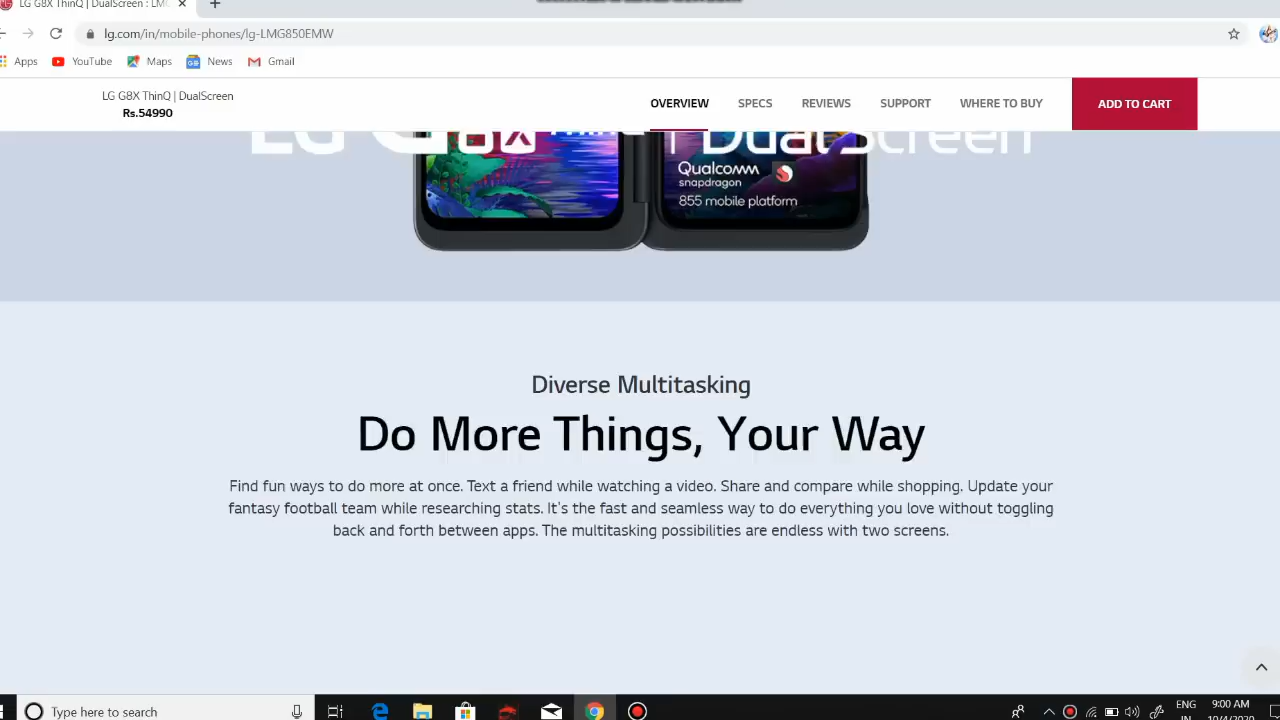 LG G8X ThinQ | DualScreen : LMG
lg.com/in/mobile-phones/lg-LMG850EMW
Apps YouTube Maps News Gmail
LG G8X ThinQ | DualScreen
Rs.54990
OVERVIEW SPECS REVIEWS SUPPORT WHERE TO BUY ADD TO CART
LG G8X ThinQ | DualScreen
Qualcomm
snapdragon
855 mobile platform
Diverse Multitasking
Do More Things, Your Way
Find fun ways to do more at once. Text a friend while watching a video. Share and compare while shopping. Update your
fantasy football team while researching stats. It's the fast and seamless way to do everything you love without toggling
back and forth between apps. The multitasking possibilities are endless with two screens.
Type here to search
ENG
IN
9:00 AM
10/4/2020